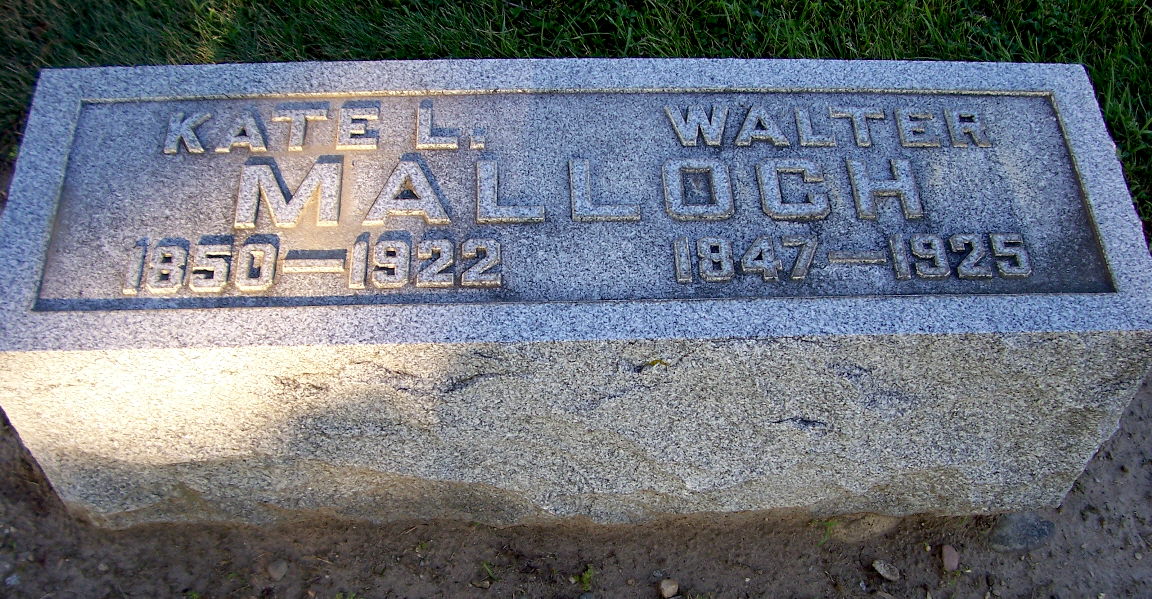 KATE L. WALTER
MALLOCH
1850—1922 1847—1925